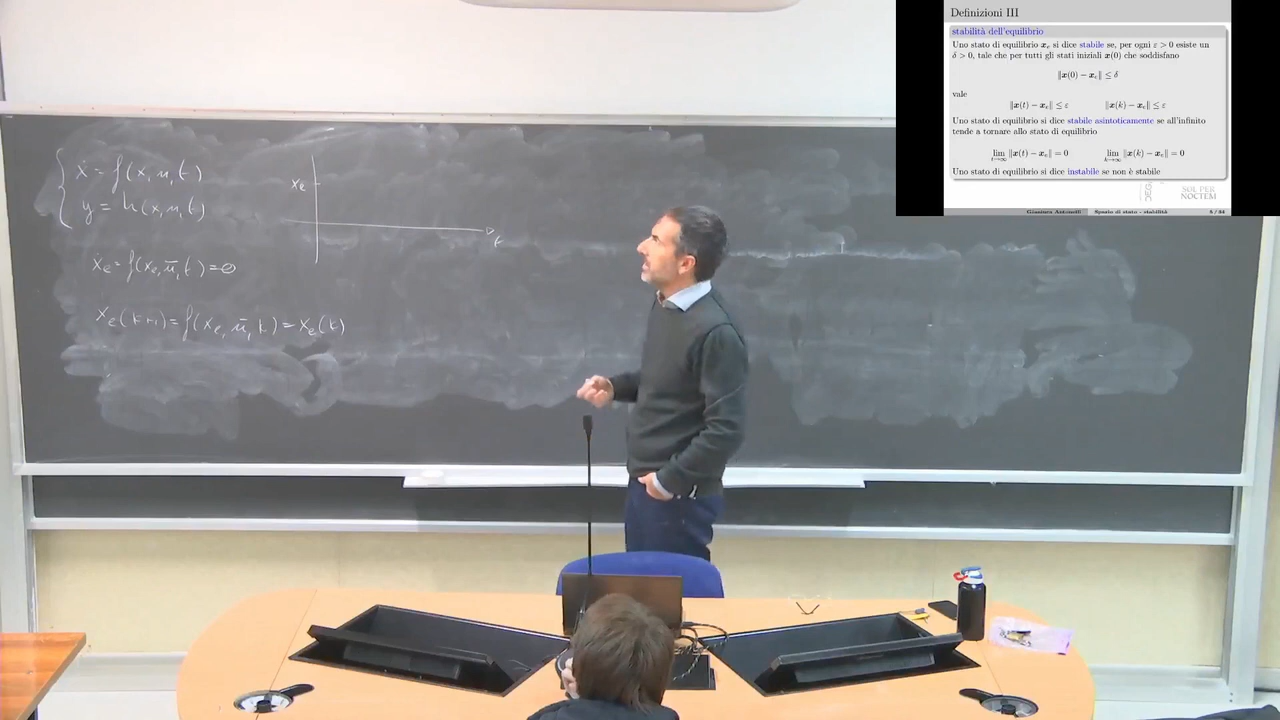 ẋ = f(x, u, t)
y = h(x, u, t)
ẋe = f(xe, ū, t) = 0
xe(k+1) = f(xe, ū, k) = xe(k)
xe
t
Definizioni III
stabilità dell'equilibrio
Uno stato di equilibrio xe si dice stabile se, per ogni ε > 0 esiste un
δ > 0, tale che per tutti gli stati iniziali x(0) che soddisfano
‖x(0) − xe‖ ≤ δ
vale
‖x(t) − xe‖ ≤ ε ‖x(k) − xe‖ ≤ ε
Uno stato di equilibrio si dice stabile asintoticamente se all'infinito
tende a tornare allo stato di equilibrio
lim t→∞ ‖x(t) − xe‖ = 0 lim k→∞ ‖x(k) − xe‖ = 0
Uno stato di equilibrio si dice instabile se non è stabile
DEG
SOL PER
NOCTEM
Gianluca Antonelli Spazio di stato - stabilità